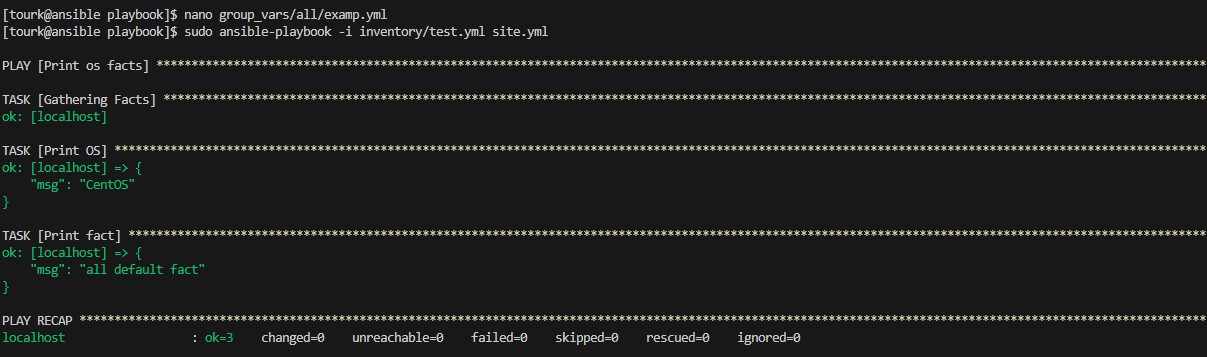 [tourk@ansible playbook]$ nano group_vars/all/examp.yml
[tourk@ansible playbook]$ sudo ansible-playbook -i inventory/test.yml site.yml
PLAY [Print os facts] ****************************************************************************************************************************************************
TASK [Gathering Facts] ***************************************************************************************************************************************************
ok: [localhost]
TASK [Print OS] **********************************************************************************************************************************************************
ok: [localhost] => {
    "msg": "CentOS"
}
TASK [Print fact] ********************************************************************************************************************************************************
ok: [localhost] => {
    "msg": "all default fact"
}
PLAY RECAP ***************************************************************************************************************************************************************
localhost                  : ok=3    changed=0    unreachable=0    failed=0    skipped=0    rescued=0    ignored=0